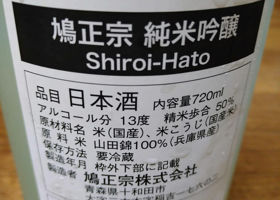 鳩正宗 純米吟醸
Shiroi-Hato
品目 日本酒 内容量720ml
アルコール分 13度 精米歩合 50%
原材料名 米(国産)、米こうじ(国産米)
原料米 山田錦100%(兵庫県産)
保存方法 要冷蔵
製造年月 枠外下部に記載
製造者 鳩正宗株式会社
青森県十和田市